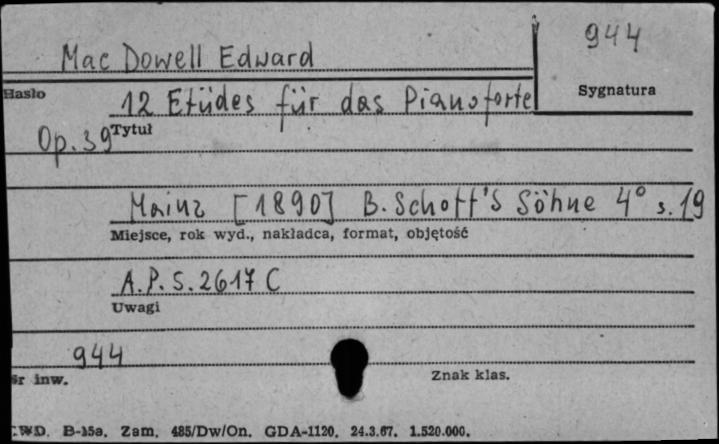 944
Mac Dowell Edward
Hasło
Sygnatura
12 Etüdes für das Pianoforte
Op. 39 Tytuł
Mainz [1890] B. Schott's Söhne 4° s. 19
Miejsce, rok wyd., nakładca, format, objętość
A.P.S. 2617 C
Uwagi
944
Nr inw.
Znak klas.
C.W.D. B-15a. Zam. 485/Dw/On. GDA-1120. 24.3.67. 1.520.000.